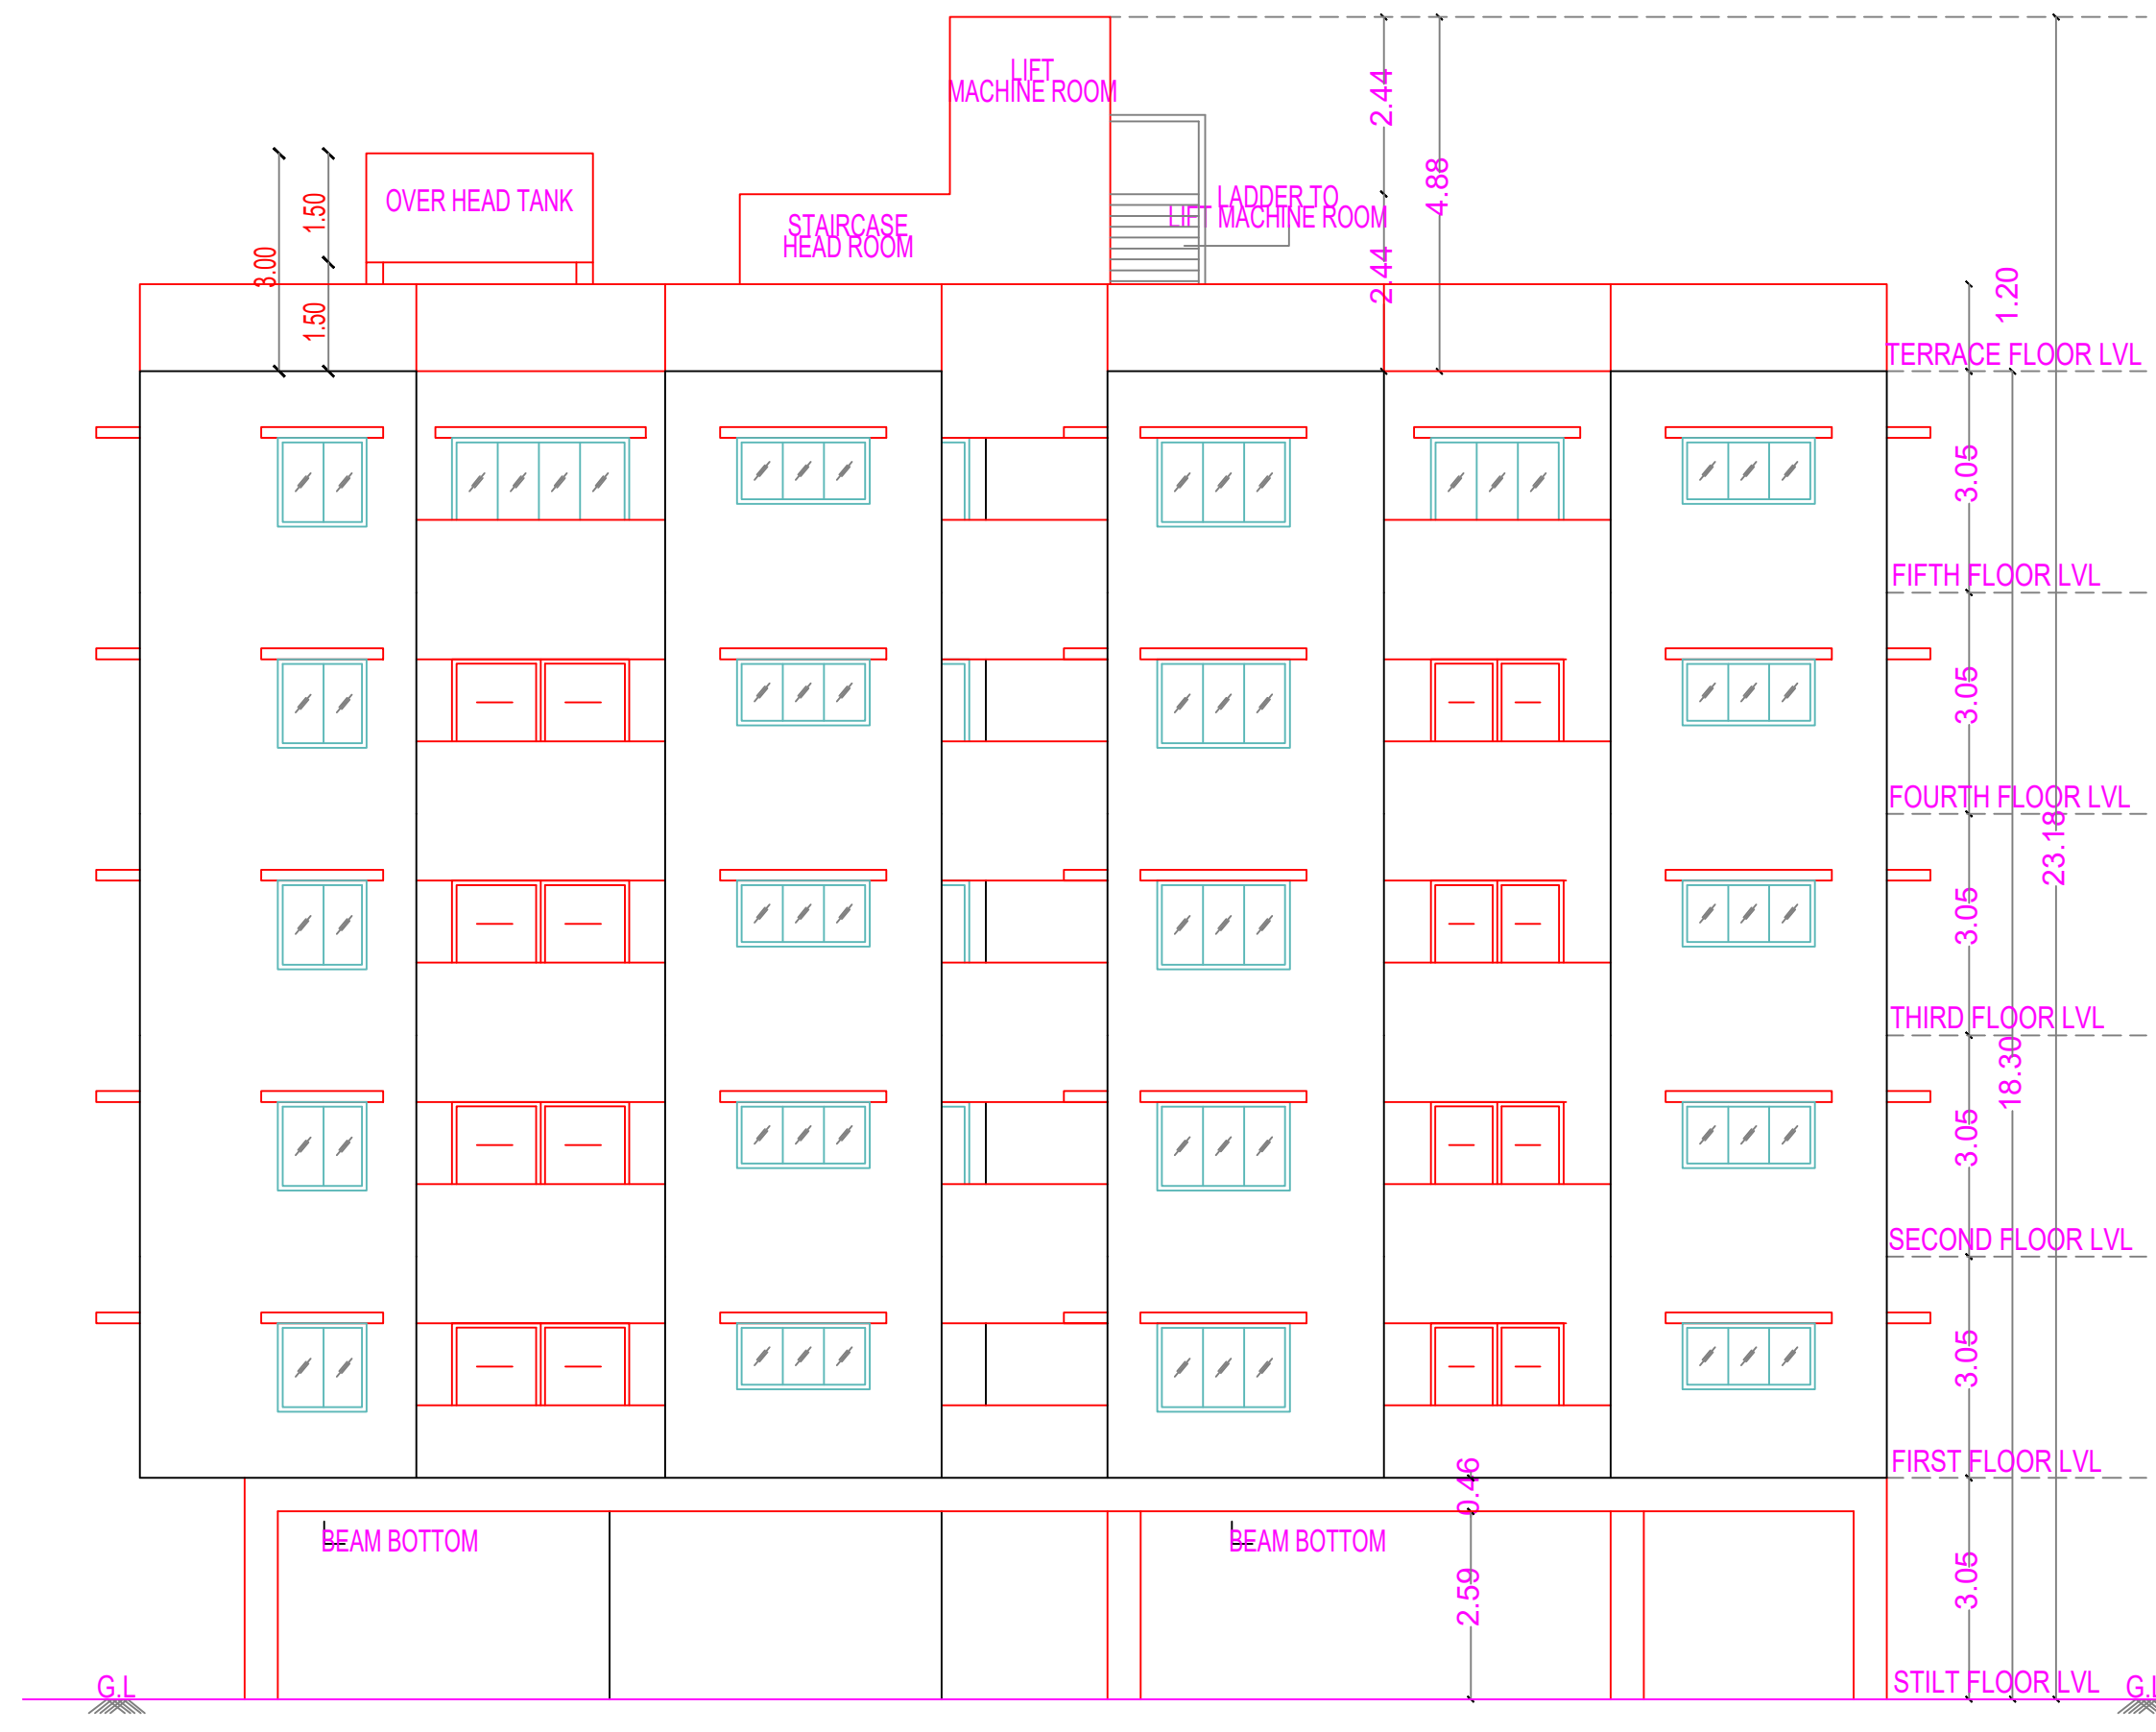 LIFT
MACHINE ROOM
2.44
4.88
OVER HEAD TANK
1.50
LADDER TO
LIFT MACHINE ROOM
STAIRCASE
HEAD ROOM
3.00
2.44
1.20
1.50
TERRACE FLOOR LVL
3.05
FIFTH FLOOR LVL
3.05
FOURTH FLOOR LVL
23.18
3.05
THIRD FLOOR LVL
18.30
3.05
SECOND FLOOR LVL
3.05
FIRST FLOOR LVL
0.46
BEAM BOTTOM
BEAM BOTTOM
2.59
3.05
G.L
STILT FLOOR LVL
G.L